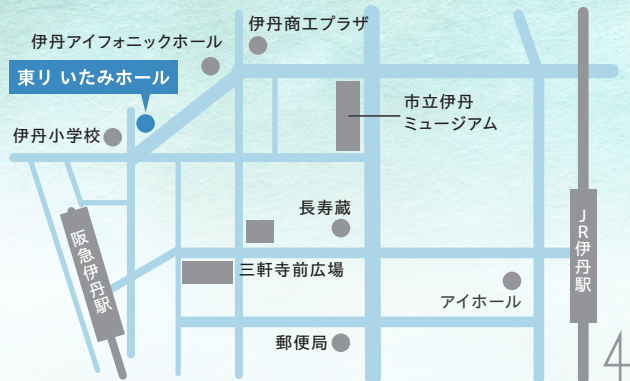 伊丹商工プラザ
伊丹アイフォニックホール
東リ いたみホール
市立伊丹
ミュージアム
伊丹小学校
長寿蔵
阪急伊丹駅
JR伊丹駅
三軒寺前広場
アイホール
郵便局
4